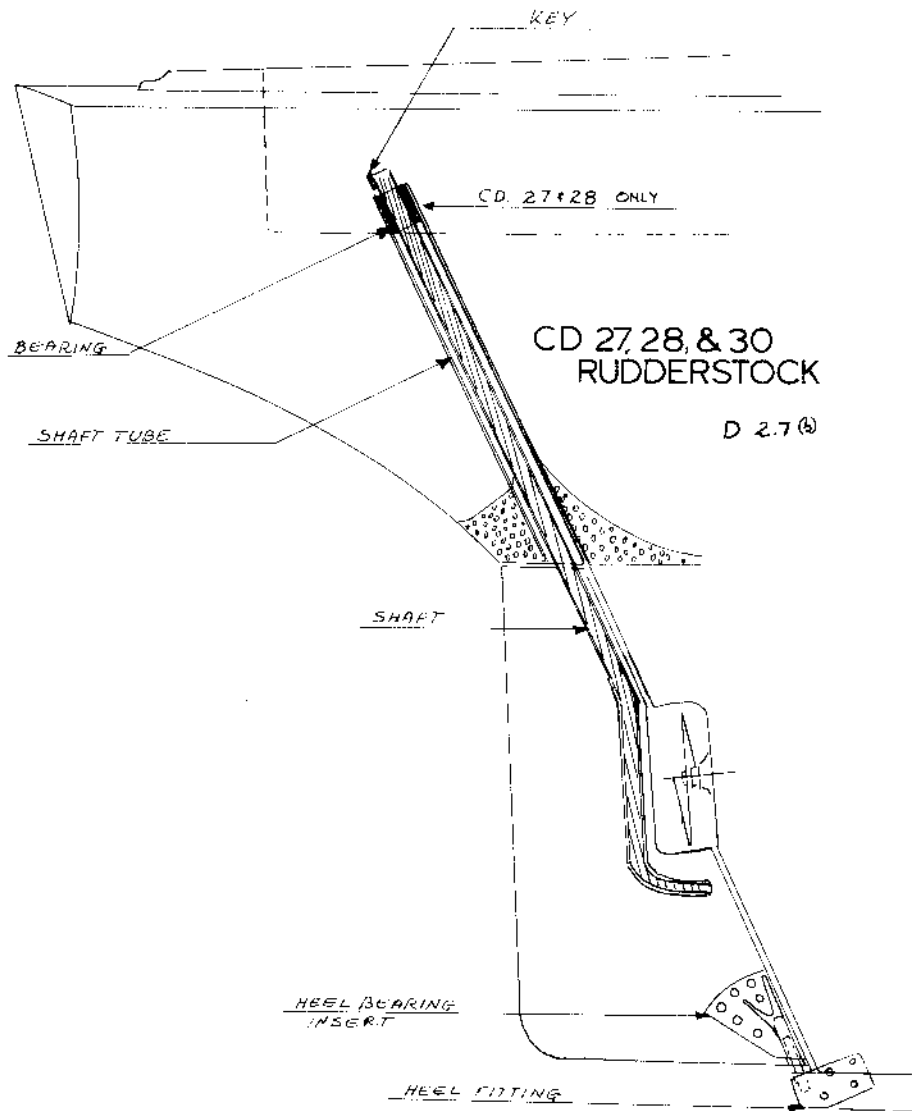 KEY
CD. 27 & 28 ONLY
BEARING
CD 27, 28, & 30
RUDDERSTOCK
SHAFT TUBE
D 2.7 (b)
SHAFT
HEEL BEARING
INSERT
HEEL FITTING